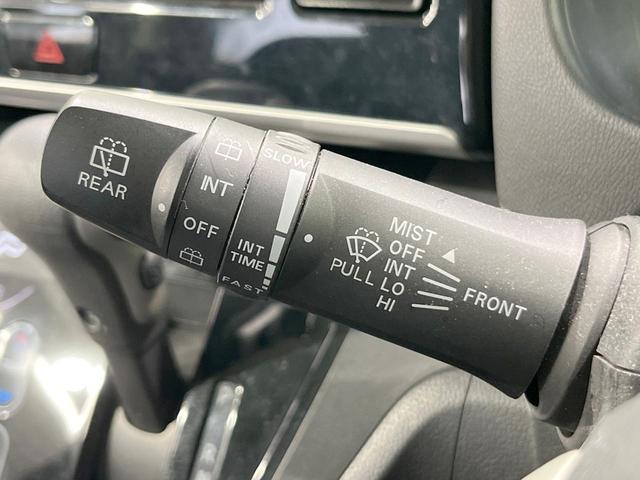 REAR
INT
OFF
SLOW
INT
TIME
FAST
MIST
OFF
INT
PULL LO
HI
FRONT